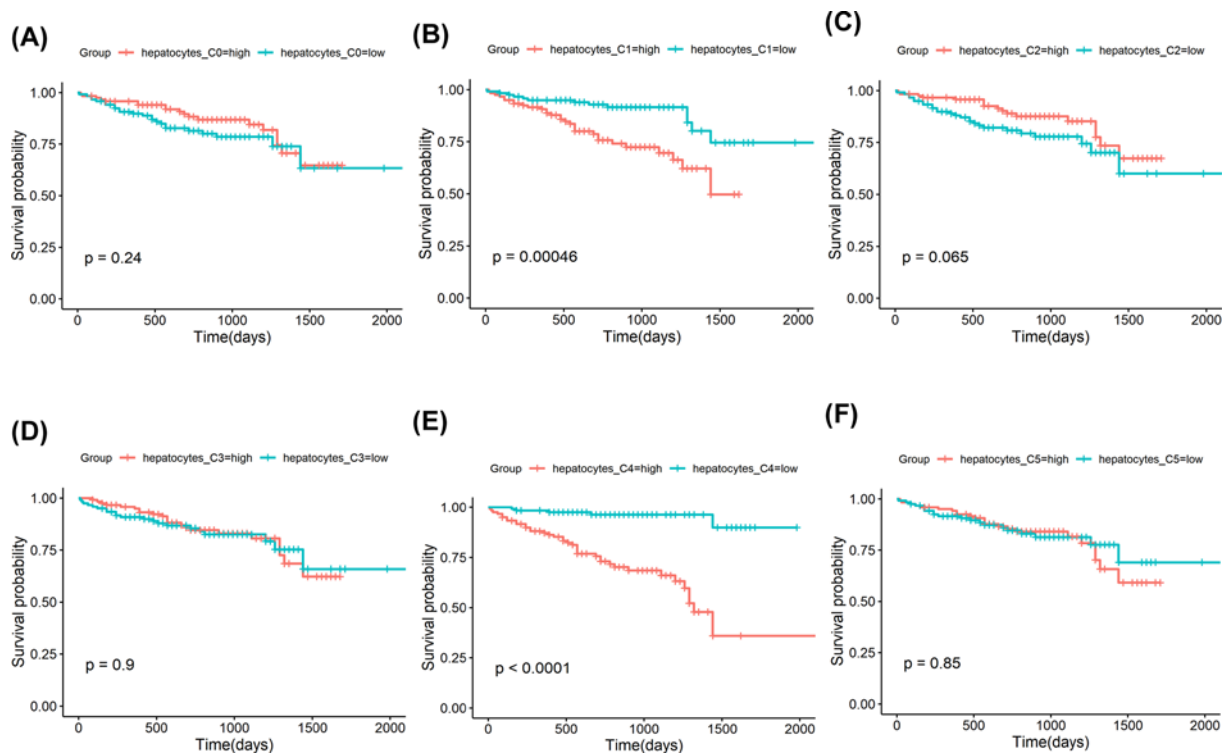 (A)
Group hepatocytes_C0=high hepatocytes_C0=low
Survival probability
1.00
0.75
0.50
0.25
0.00
p = 0.24
0 500 1000 1500 2000
Time(days)
(B)
Group hepatocytes_C1=high hepatocytes_C1=low
Survival probability
1.00
0.75
0.50
0.25
0.00
p = 0.00046
0 500 1000 1500 2000
Time(days)
(C)
Group hepatocytes_C2=high hepatocytes_C2=low
Survival probability
1.00
0.75
0.50
0.25
0.00
p = 0.065
0 500 1000 1500 2000
Time(days)
(D)
Group hepatocytes_C3=high hepatocytes_C3=low
Survival probability
1.00
0.75
0.50
0.25
0.00
p = 0.9
0 500 1000 1500 2000
Time(days)
(E)
Group hepatocytes_C4=high hepatocytes_C4=low
Survival probability
1.00
0.75
0.50
0.25
0.00
p < 0.0001
0 500 1000 1500 2000
Time(days)
(F)
Group hepatocytes_C5=high hepatocytes_C5=low
Survival probability
1.00
0.75
0.50
0.25
0.00
p = 0.85
0 500 1000 1500 2000
Time(days)